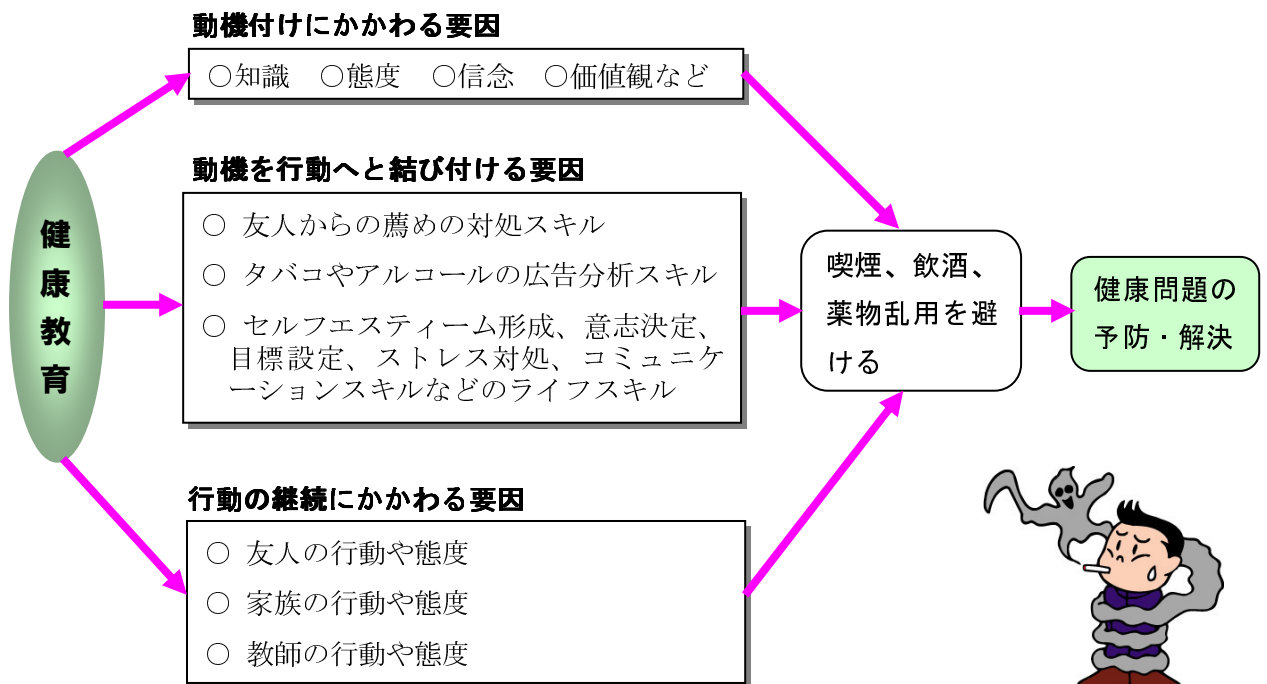 動機付けにかかわる要因
○知識　○態度　○信念　○価値観など
健康教育
動機を行動へと結び付ける要因
○ 友人からの薦めの対処スキル
○ タバコやアルコールの広告分析スキル
○ セルフエスティーム形成、意志決定、
目標設定、ストレス対処、コミュニケ
ーションスキルなどのライフスキル
行動の継続にかかわる要因
○ 友人の行動や態度
○ 家族の行動や態度
○ 教師の行動や態度
喫煙、飲酒、
薬物乱用を避
ける
健康問題の
予防・解決